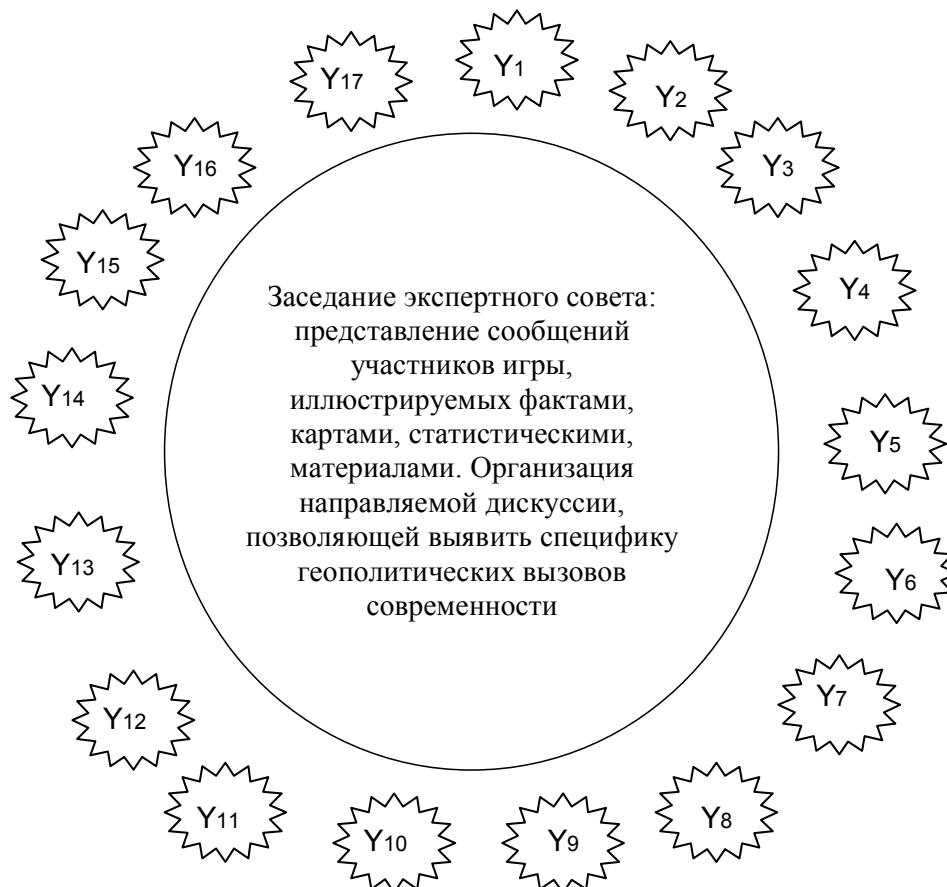 Y1
Y2
Y3
Y4
Y5
Y6
Y7
Y8
Y9
Y10
Y11
Y12
Y13
Y14
Y15
Y16
Y17
Заседание экспертного совета:
представление сообщений
участников игры,
иллюстрируемых фактами,
картами, статистическими,
материалами. Организация
направляемой дискуссии,
позволяющей выявить специфику
геополитических вызовов
современности